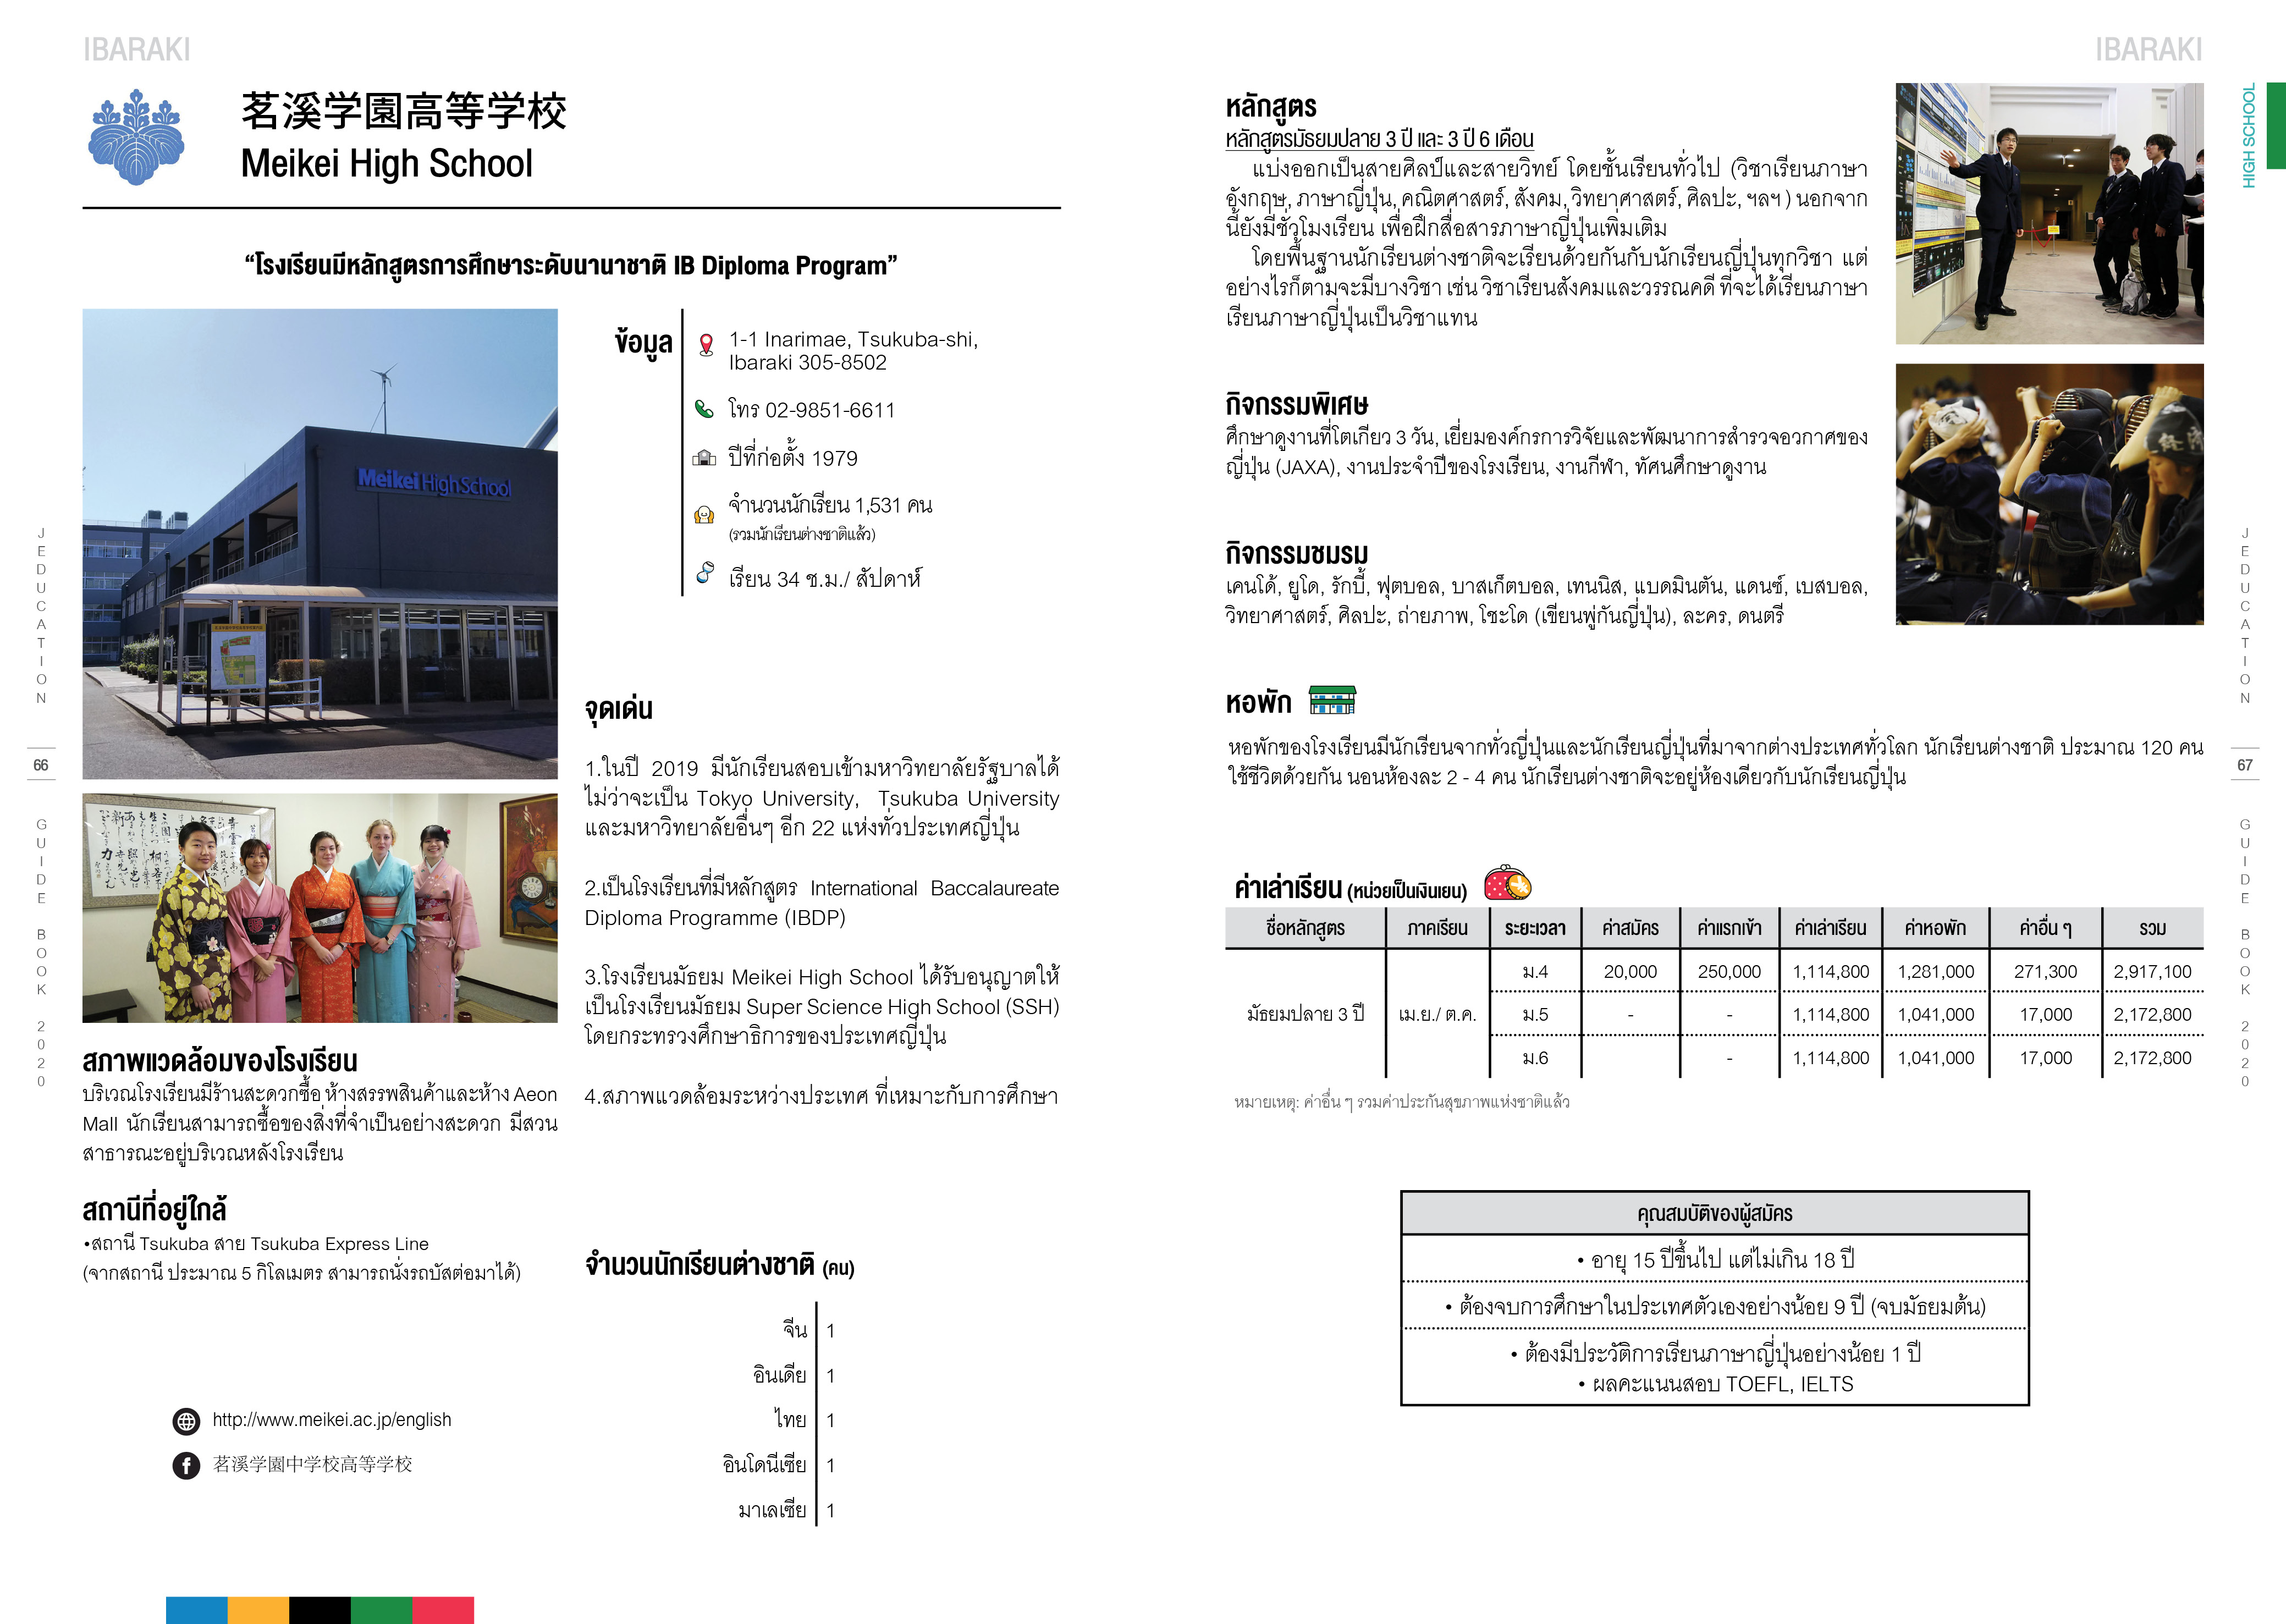 IBARAKI
茗溪学園高等学校
Meikei High School
“โรงเรียนมีหลักสูตรการศึกษาระดับนานาชาติ IB Diploma Program”
Meikei High School
ข้อมูล
1-1 Inarimae, Tsukuba-shi,
Ibaraki 305-8502
โทร 02-9851-6611
ปีที่ก่อตั้ง 1979
จำนวนนักเรียน 1,531 คน
(รวมนักเรียนต่างชาติแล้ว)
เรียน 34 ช.ม./ สัปดาห์
จุดเด่น
1.ในปี 2019 มีนักเรียนสอบเข้ามหาวิทยาลัยรัฐบาลได้
ไม่ว่าจะเป็น Tokyo University, Tsukuba University
และมหาวิทยาลัยอื่นๆ อีก 22 แห่งทั่วประเทศญี่ปุ่น
2.เป็นโรงเรียนที่มีหลักสูตร International Baccalaureate
Diploma Programme (IBDP)
3.โรงเรียนมัธยม Meikei High School ได้รับอนุญาตให้
เป็นโรงเรียนมัธยม Super Science High School (SSH)
โดยกระทรวงศึกษาธิการของประเทศญี่ปุ่น
4.สภาพแวดล้อมระหว่างประเทศ ที่เหมาะกับการศึกษา
สภาพแวดล้อมของโรงเรียน
บริเวณโรงเรียนมีร้านสะดวกซื้อ ห้างสรรพสินค้าและห้าง Aeon
Mall นักเรียนสามารถซื้อของสิ่งที่จำเป็นอย่างสะดวก มีสวน
สาธารณะอยู่บริเวณหลังโรงเรียน
สถานีที่อยู่ใกล้
•สถานี Tsukuba สาย Tsukuba Express Line
(จากสถานี ประมาณ 5 กิโลเมตร สามารถนั่งรถบัสต่อมาได้)
จำนวนนักเรียนต่างชาติ (คน)
จีน 1
อินเดีย 1
ไทย 1
อินโดนีเซีย 1
มาเลเซีย 1
http://www.meikei.ac.jp/english
茗溪学園中学校高等学校
JEDUCATION
66
GUIDE BOOK 2020
IBARAKI
HIGH SCHOOL
หลักสูตร
หลักสูตรมัธยมปลาย 3 ปี และ 3 ปี 6 เดือน
แบ่งออกเป็นสายศิลป์และสายวิทย์ โดยชั้นเรียนทั่วไป (วิชาเรียนภาษา
อังกฤษ, ภาษาญี่ปุ่น, คณิตศาสตร์, สังคม, วิทยาศาสตร์, ศิลปะ, ฯลฯ ) นอกจาก
นี้ยังมีชั่วโมงเรียน เพื่อฝึกสื่อสารภาษาญี่ปุ่นเพิ่มเติม
โดยพื้นฐานนักเรียนต่างชาติจะเรียนด้วยกันกับนักเรียนญี่ปุ่นทุกวิชา แต่
อย่างไรก็ตามจะมีบางวิชา เช่น วิชาเรียนสังคมและวรรณคดี ที่จะได้เรียนภาษา
เรียนภาษาญี่ปุ่นเป็นวิชาแทน
กิจกรรมพิเศษ
ศึกษาดูงานที่โตเกียว 3 วัน, เยี่ยมองค์กรการวิจัยและพัฒนาการสำรวจอวกาศของ
ญี่ปุ่น (JAXA), งานประจำปีของโรงเรียน, งานกีฬา, ทัศนศึกษาดูงาน
กิจกรรมชมรม
เคนโด้, ยูโด, รักบี้, ฟุตบอล, บาสเก็ตบอล, เทนนิส, แบดมินตัน, แดนซ์, เบสบอล,
วิทยาศาสตร์, ศิลปะ, ถ่ายภาพ, โชะโด (เขียนพู่กันญี่ปุ่น), ละคร, ดนตรี
หอพัก
หอพักของโรงเรียนมีนักเรียนจากทั่วญี่ปุ่นและนักเรียนญี่ปุ่นที่มาจากต่างประเทศทั่วโลก นักเรียนต่างชาติ ประมาณ 120 คน
ใช้ชีวิตด้วยกัน นอนห้องละ 2 - 4 คน นักเรียนต่างชาติจะอยู่ห้องเดียวกับนักเรียนญี่ปุ่น
ค่าเล่าเรียน (หน่วยเป็นเงินเยน)
ชื่อหลักสูตร ภาคเรียน ระยะเวลา ค่าสมัคร ค่าแรกเข้า ค่าเล่าเรียน ค่าหอพัก ค่าอื่น ๆ รวม
ม.4 20,000 250,000 1,114,800 1,281,000 271,300 2,917,100
มัธยมปลาย 3 ปี เม.ย./ ต.ค. ม.5 - - 1,114,800 1,041,000 17,000 2,172,800
ม.6 - 1,114,800 1,041,000 17,000 2,172,800
หมายเหตุ: ค่าอื่น ๆ รวมค่าประกันสุขภาพแห่งชาติแล้ว
คุณสมบัติของผู้สมัคร
• อายุ 15 ปีขึ้นไป แต่ไม่เกิน 18 ปี
• ต้องจบการศึกษาในประเทศตัวเองอย่างน้อย 9 ปี (จบมัธยมต้น)
• ต้องมีประวัติการเรียนภาษาญี่ปุ่นอย่างน้อย 1 ปี
• ผลคะแนนสอบ TOEFL, IELTS
JEDUCATION
67
GUIDE BOOK 2020